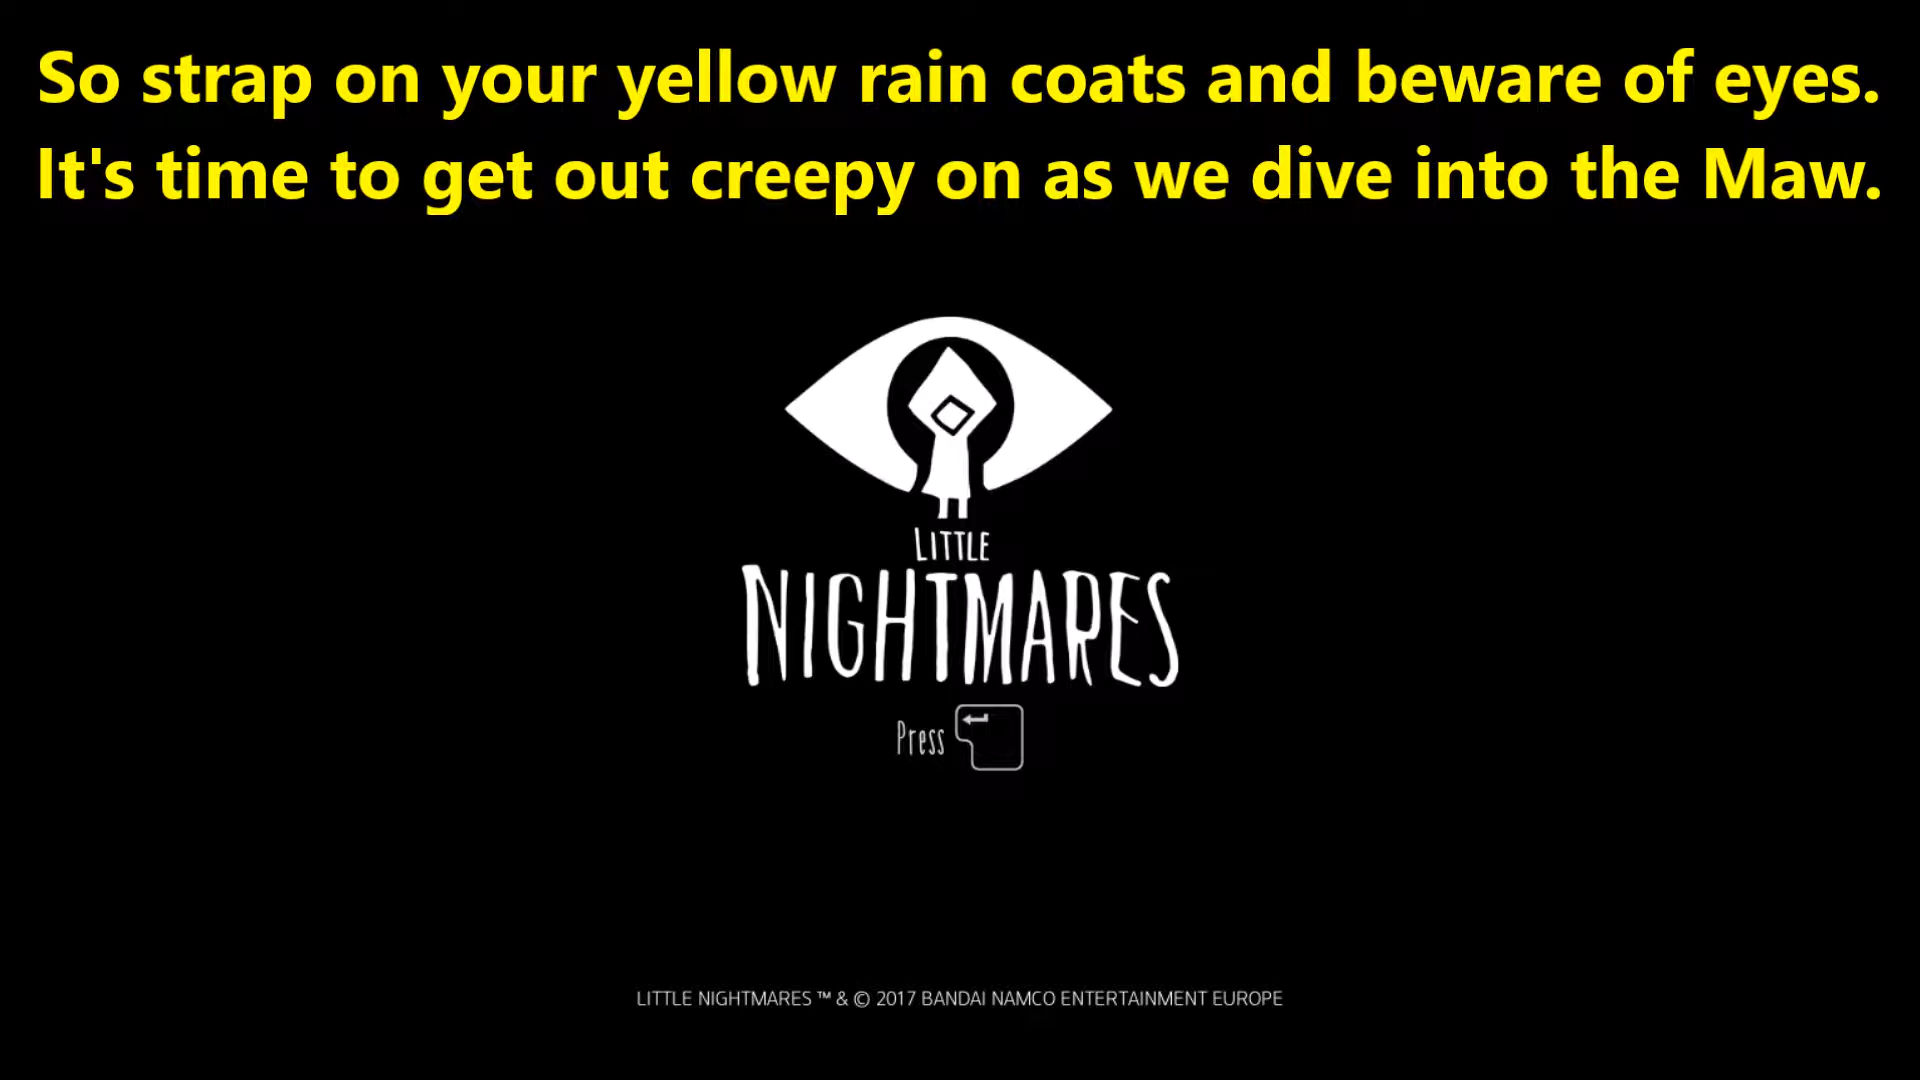 So strap on your yellow rain coats and beware of eyes.
It's time to get out creepy on as we dive into the Maw.
LITTLE
NIGHTMARES
Press
LITTLE NIGHTMARES ™ & © 2017 BANDAI NAMCO ENTERTAINMENT EUROPE